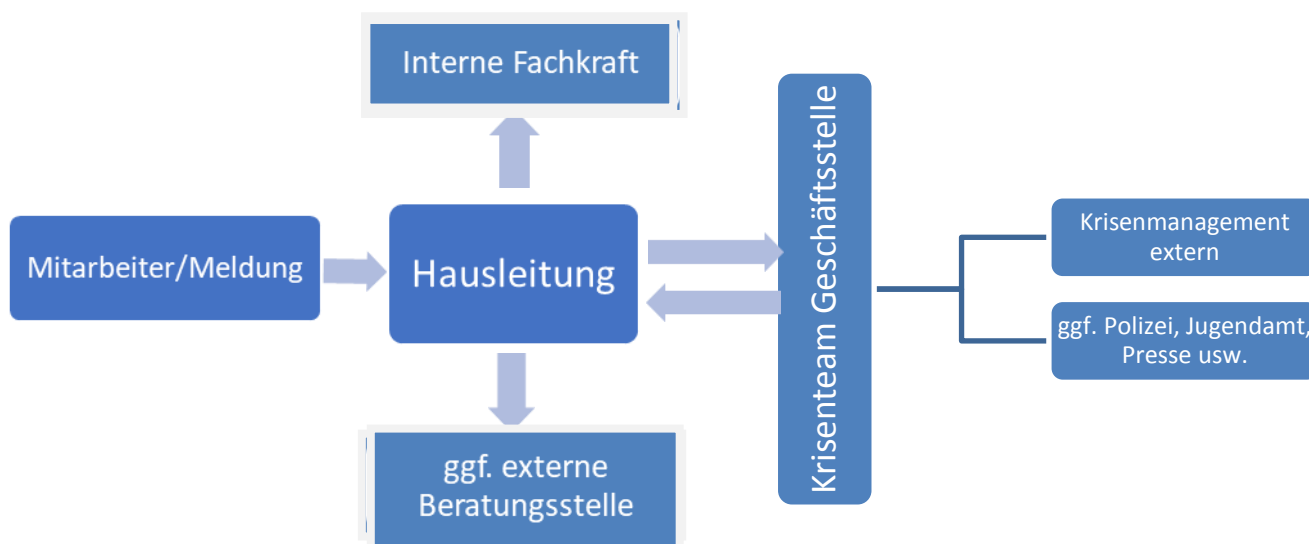 Interne Fachkraft
Mitarbeiter/Meldung
Hausleitung
ggf. externe
Beratungsstelle
Krisenteam Geschäftsstelle
Krisenmanagement
extern
ggf. Polizei, Jugendamt,
Presse usw.